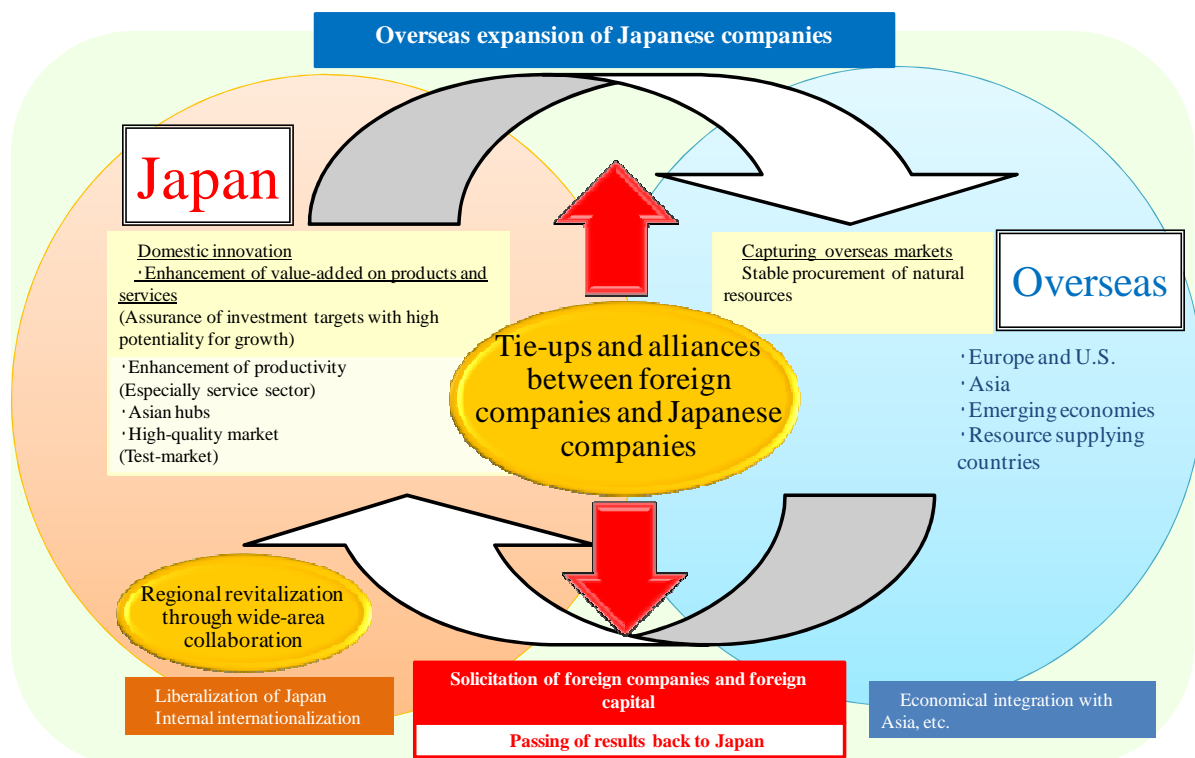 Overseas expansion of Japanese companies
Japan
Domestic innovation
･Enhancement of value-added on products and
services
(Assurance of investment targets with high
potentiality for growth)
･Enhancement of productivity
(Especially service sector)
･Asian hubs
･High-quality market
(Test-market)
Capturing overseas markets
Stable procurement of natural
resources
Overseas
･Europe and U.S.
･Asia
･Emerging economies
･Resource supplying
countries
Tie-ups and alliances
between foreign
companies and Japanese
companies
Regional revitalization
through wide-area
collaboration
Liberalization of Japan
Internal internationalization
Solicitation of foreign companies and foreign
capital
Passing of results back to Japan
Economical integration with
Asia, etc.